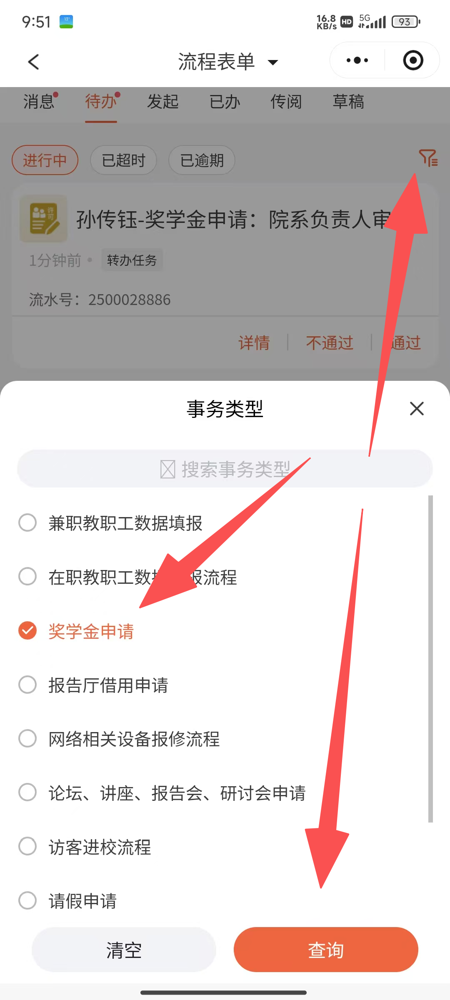 9:51
13°
16.8 KB/s HD 5G 93
流程表单
消息 待办 发起 已办 传阅 草稿
进行中 已超时 已逾期
许可
孙传钰-奖学金申请：院系负责人审
1分钟前 转办任务
流水号：2500028886
详情 不通过 通过
事务类型
搜索事务类型
兼职教职工数据填报
在职教职工数据 报流程
奖学金申请
报告厅借用申请
网络相关设备报修流程
论坛、讲座、报告会、研讨会申请
访客进校流程
请假申请
清空 查询